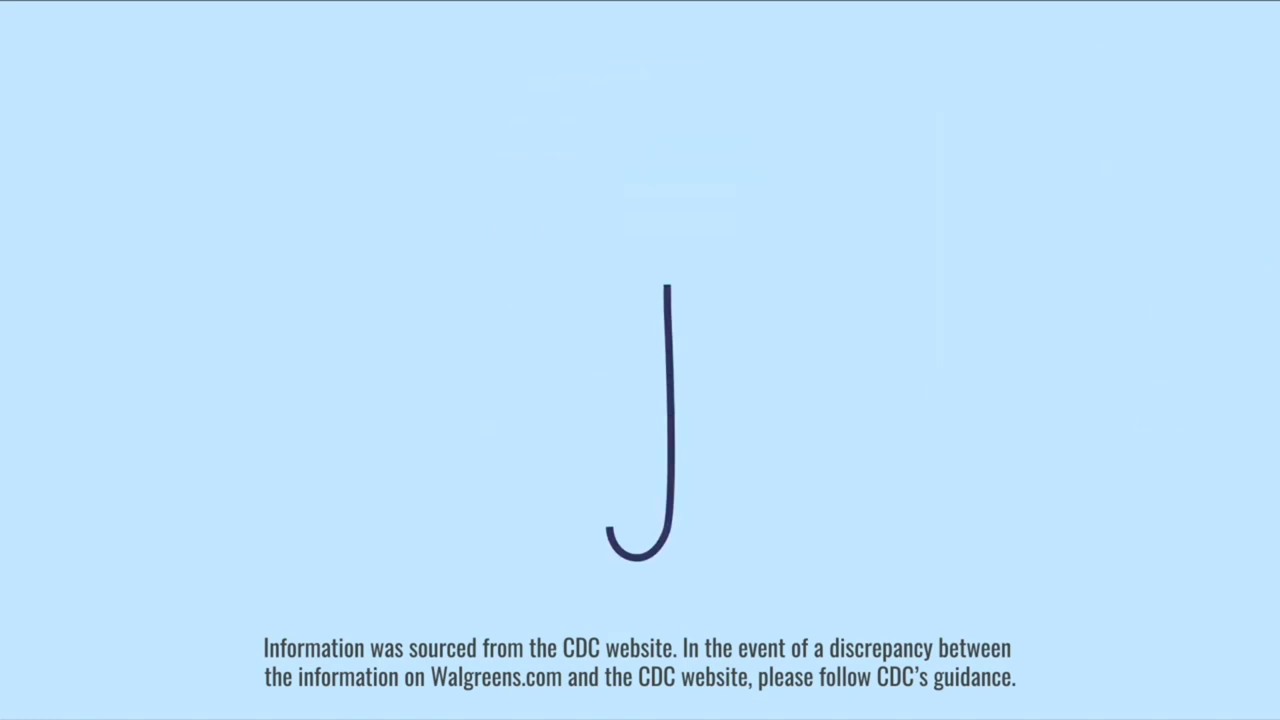 Information was sourced from the CDC website. In the event of a discrepancy between
the information on Walgreens.com and the CDC website, please follow CDC’s guidance.